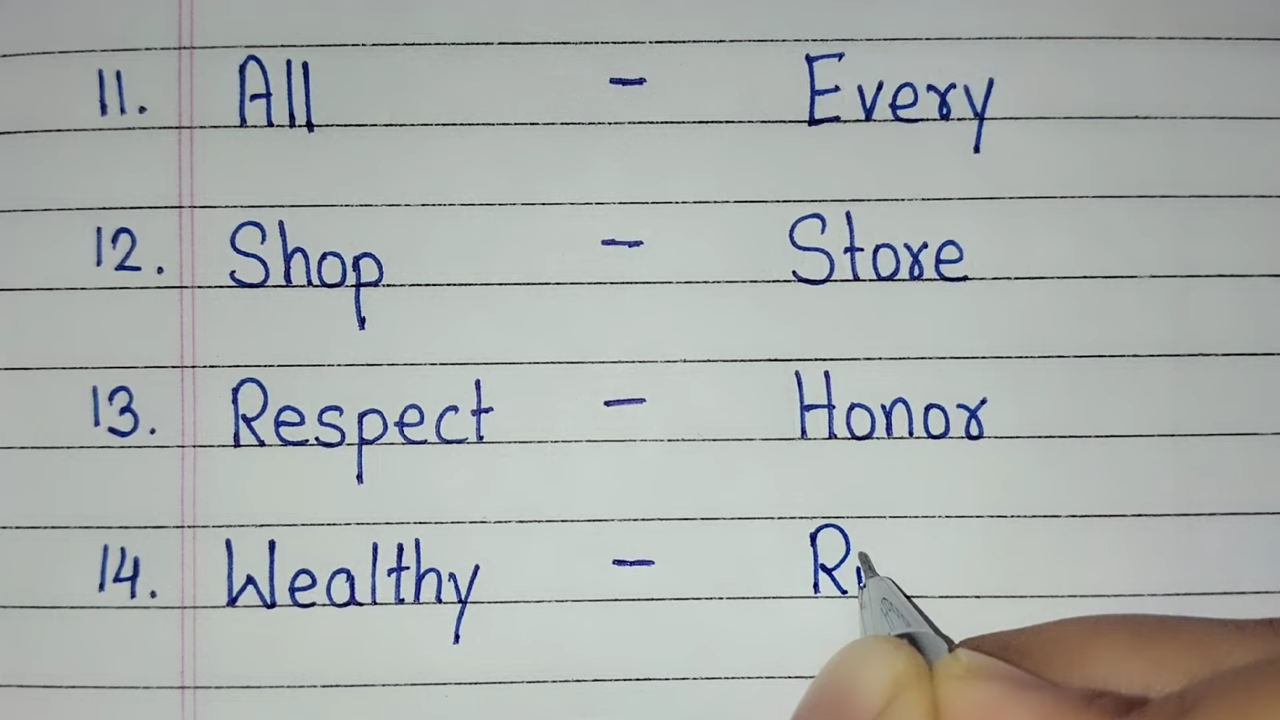 11. All - Every
12. Shop - Store
13. Respect - Honor
14. Wealthy - R